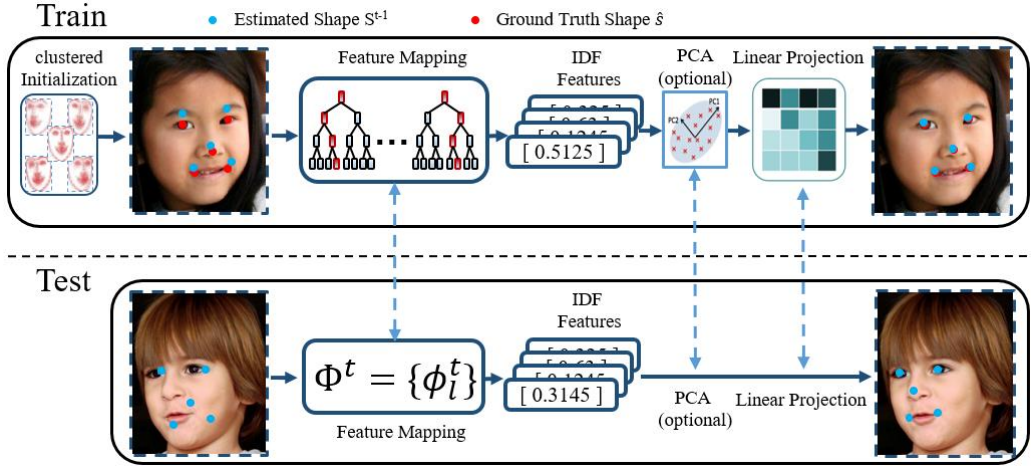 Train
Estimated Shape S^t-1
Ground Truth Shape ŝ
clustered
Initialization
Feature Mapping
IDF
Features
PCA
(optional)
Linear Projection
[ 0.5125 ]
PC1
PC2
Test
IDF
Features
Φ^t = {ϕ_l^t}
[ 0.3145 ]
Feature Mapping
PCA
(optional)
Linear Projection